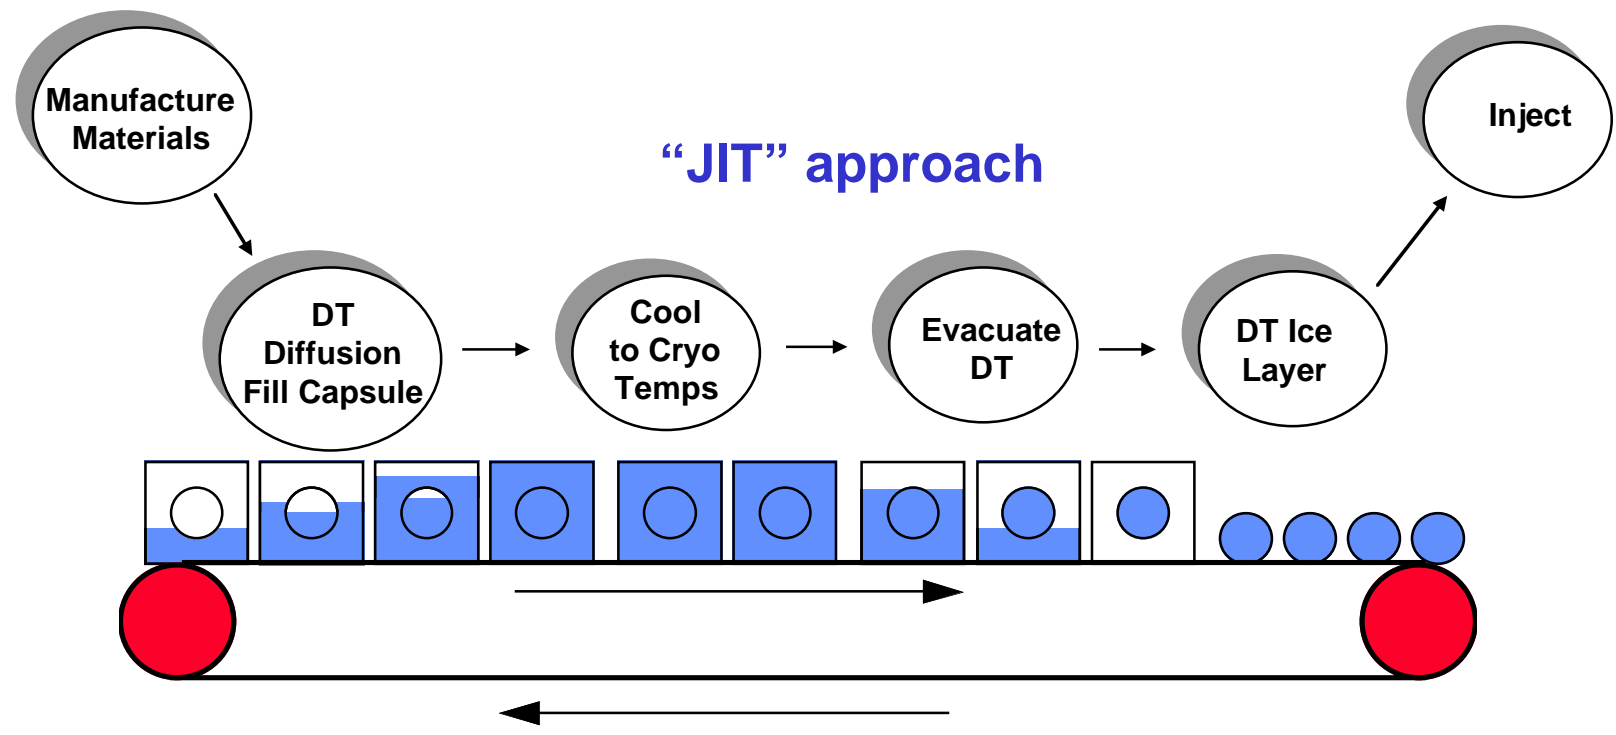 Manufacture
Materials
“JIT” approach
Inject
DT
Diffusion
Fill Capsule
Cool
to Cryo
Temps
Evacuate
DT
DT Ice
Layer